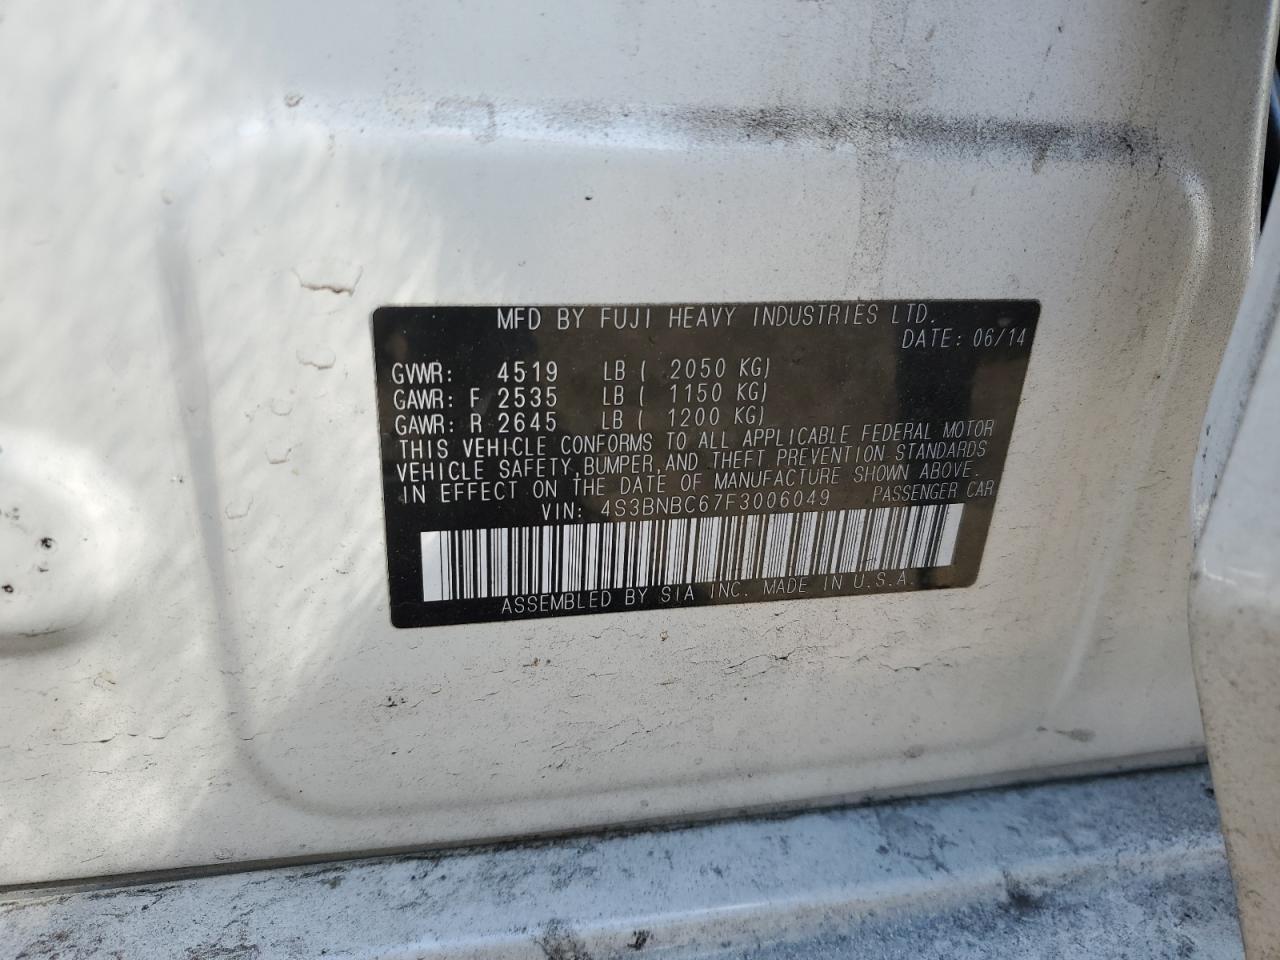 MFD BY FUJI HEAVY INDUSTRIES LTD.
DATE: 06/14
GVWR: 4519 LB ( 2050 KG)
GAWR: F 2535 LB ( 1150 KG)
GAWR: R 2645 LB ( 1200 KG)
THIS VEHICLE CONFORMS TO ALL APPLICABLE FEDERAL MOTOR
VEHICLE SAFETY,BUMPER,AND THEFT PREVENTION STANDARDS
IN EFFECT ON THE DATE OF MANUFACTURE SHOWN ABOVE.
VIN: 4S3BNBC67F3006049 PASSENGER CAR
ASSEMBLED BY SIA INC. MADE IN U.S.A.